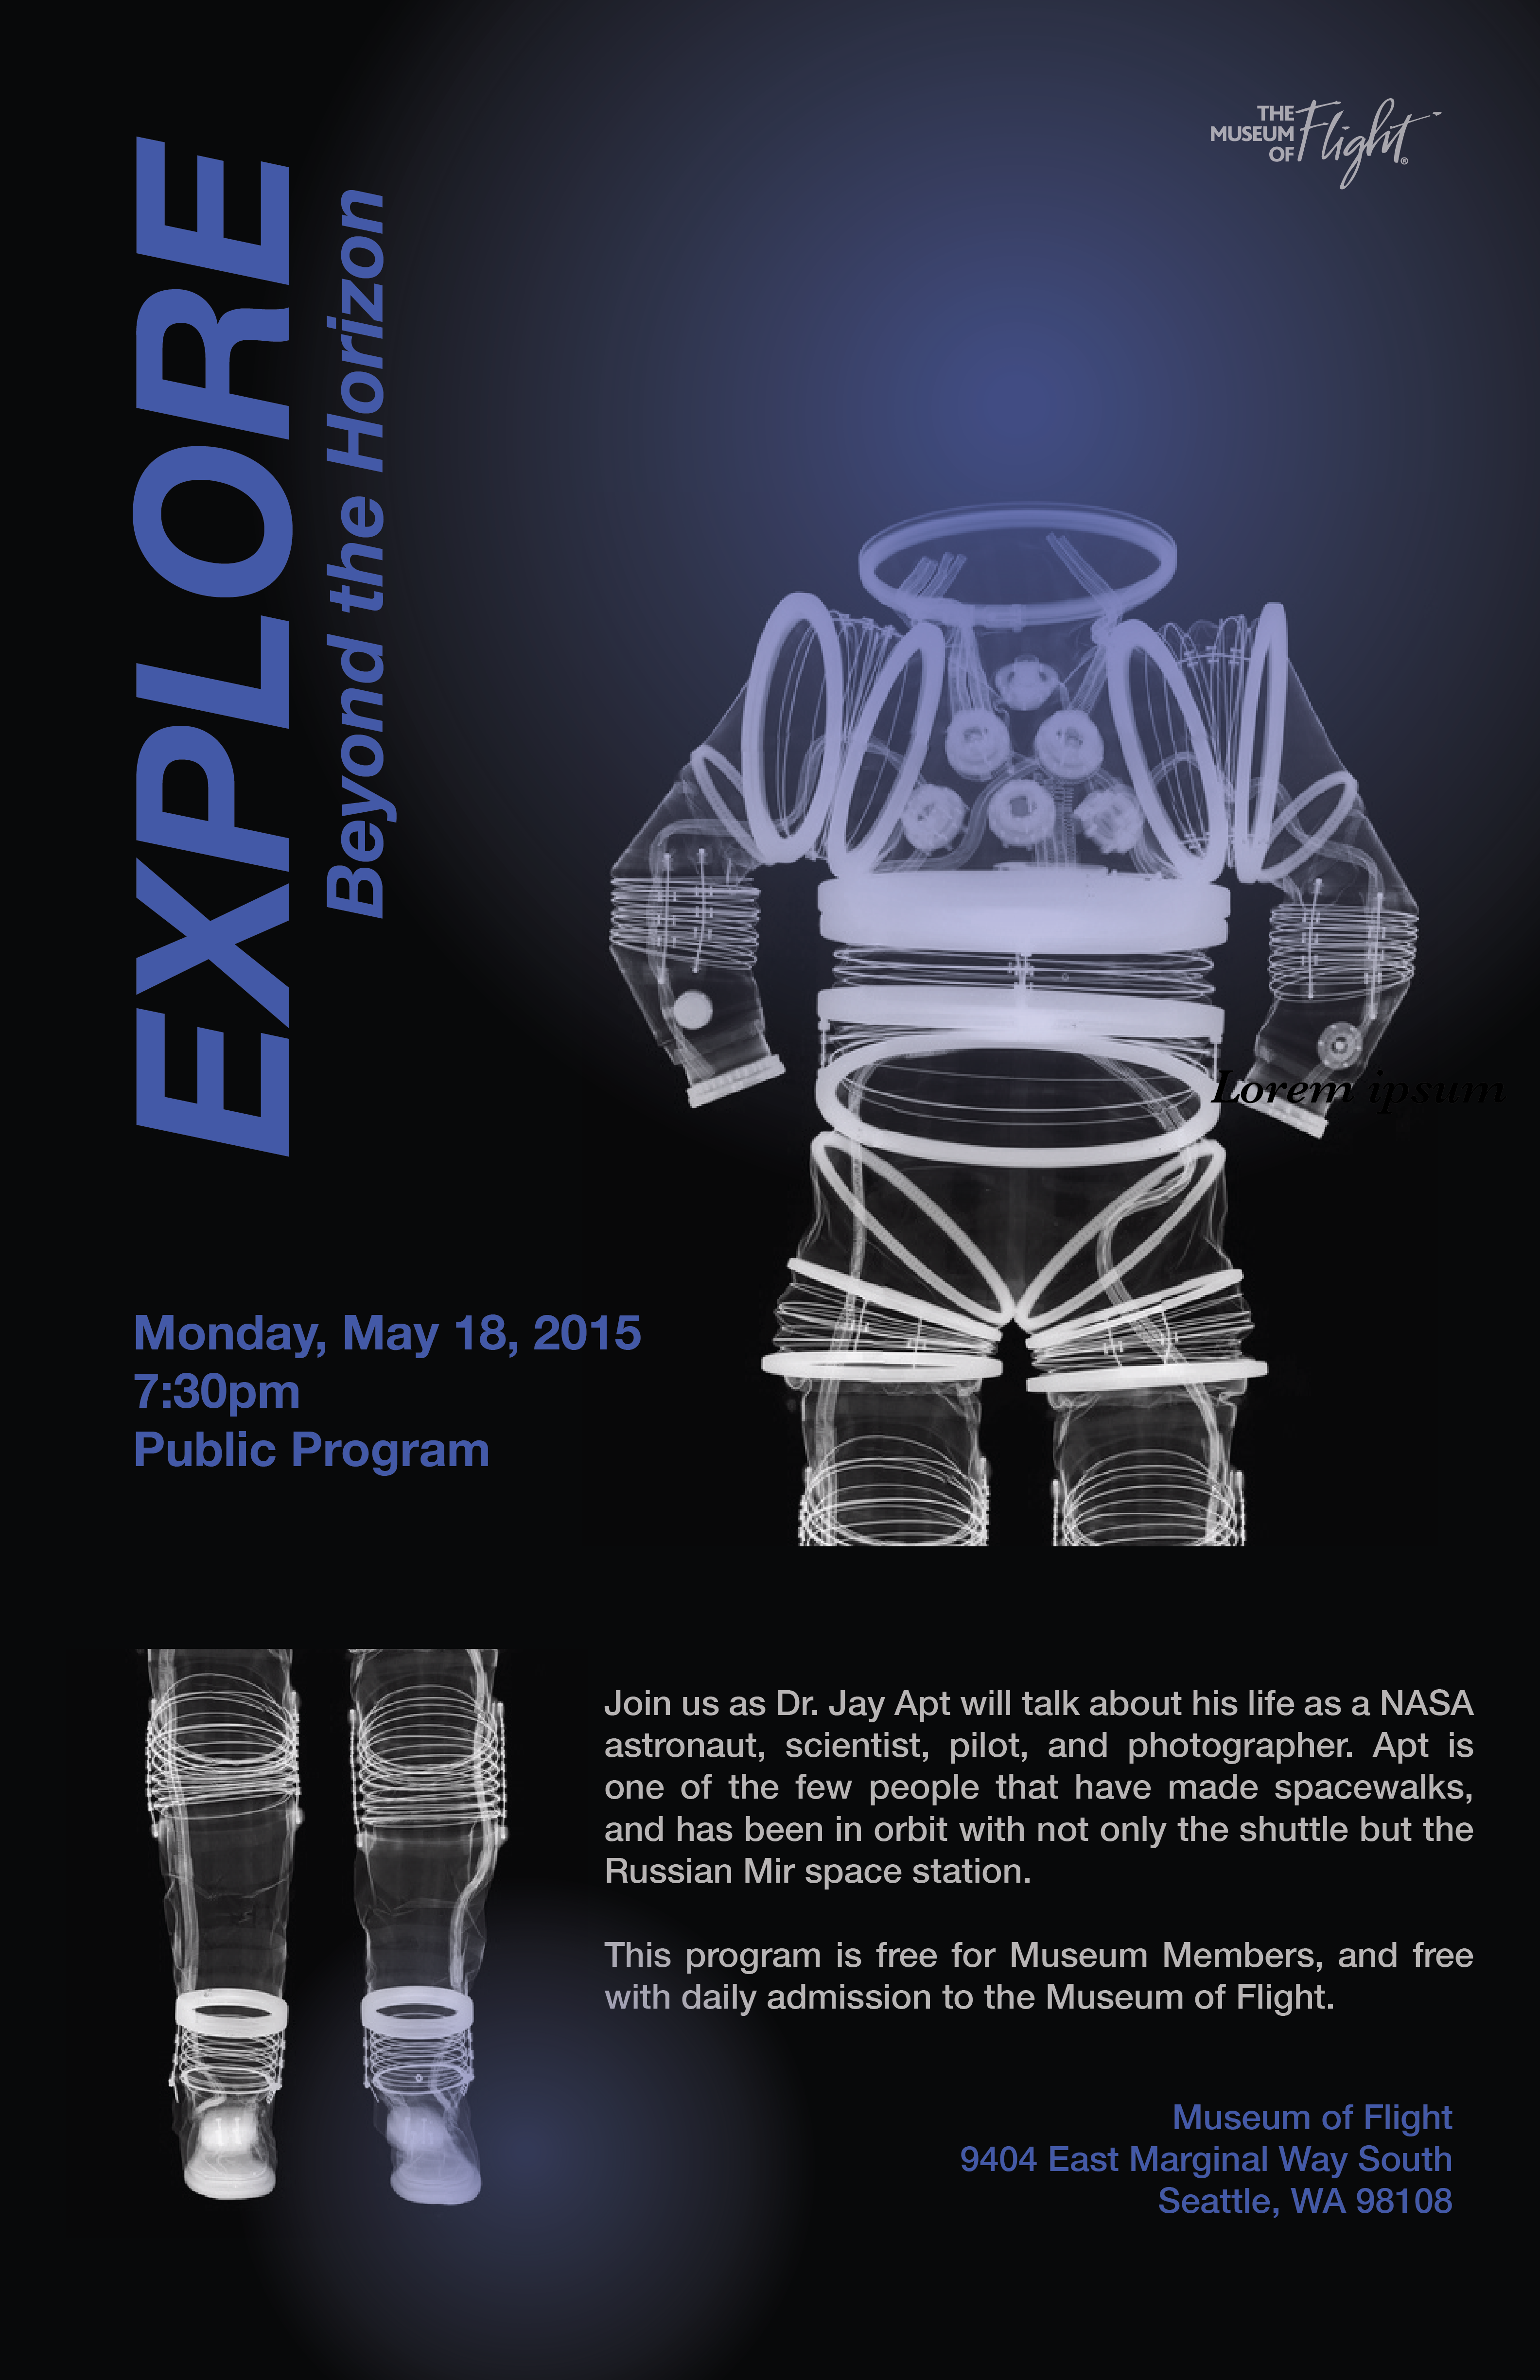 THE
MUSEUM
OF Flight®
EXPLORE
Beyond the Horizon
Lorem ipsum
Monday, May 18, 2015
7:30pm
Public Program
Join us as Dr. Jay Apt will talk about his life as a NASA
astronaut, scientist, pilot, and photographer. Apt is
one of the few people that have made spacewalks,
and has been in orbit with not only the shuttle but the
Russian Mir space station.
This program is free for Museum Members, and free
with daily admission to the Museum of Flight.
Museum of Flight
9404 East Marginal Way South
Seattle, WA 98108